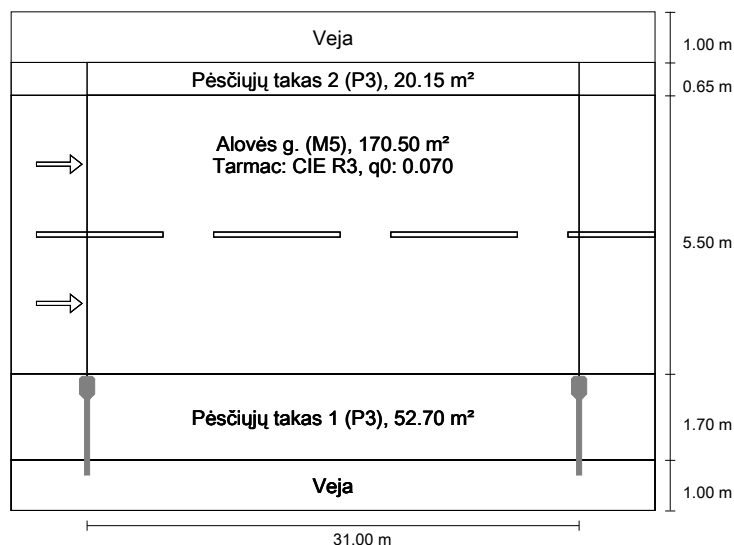 Veja
1.00 m
Pėsčiųjų takas 2 (P3), 20.15 m²
0.65 m
Alovės g. (M5), 170.50 m²
Tarmac: CIE R3, q0: 0.070
5.50 m
Pėsčiųjų takas 1 (P3), 52.70 m²
1.70 m
Veja
1.00 m
31.00 m